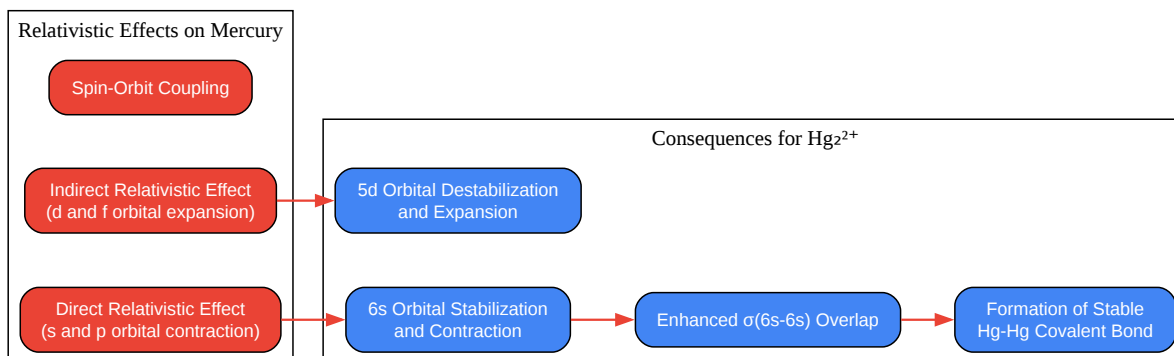 Relativistic Effects on Mercury
Spin-Orbit Coupling
Indirect Relativistic Effect
(d and f orbital expansion)
Direct Relativistic Effect
(s and p orbital contraction)
Consequences for Hg₂²⁺
5d Orbital Destabilization
and Expansion
6s Orbital Stabilization
and Contraction
Enhanced σ(6s-6s) Overlap
Formation of Stable
Hg-Hg Covalent Bond